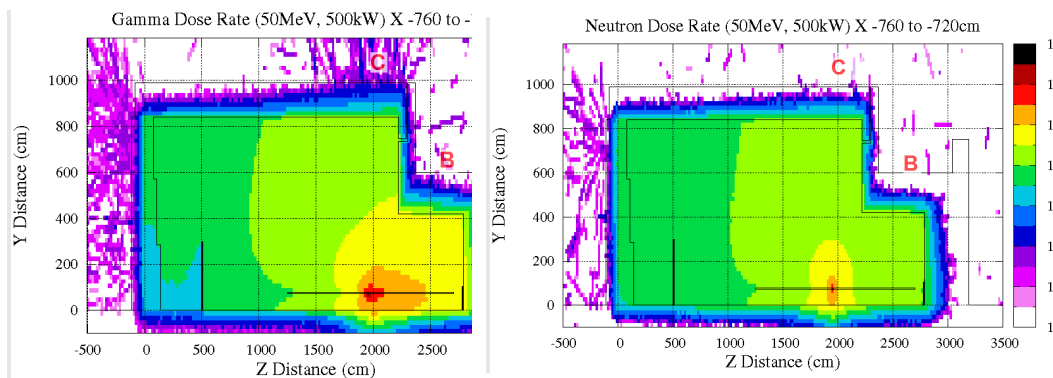 Gamma Dose Rate (50MeV, 500kW) X -760 to -
C
B
1000
800
600
400
200
0
Y Distance (cm)
-500 0 500 1000 1500 2000 2500
Z Distance (cm)
Neutron Dose Rate (50MeV, 500kW) X -760 to -720cm
C
B
1000
800
600
400
200
0
Y Distance (cm)
-500 0 500 1000 1500 2000 2500 3000 3500
Z Distance (cm)
1
1
1
1
1
1
1
1
1
1
1
1
1